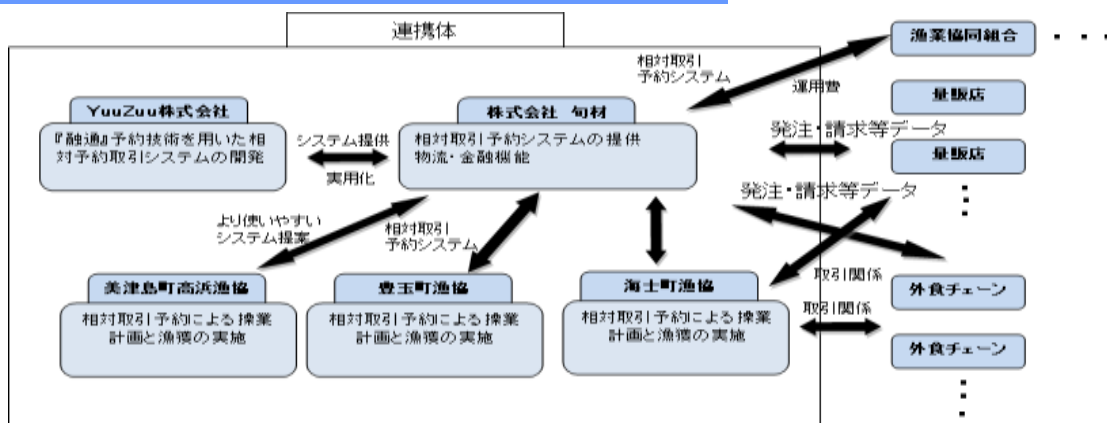 連携体
漁業協同組合 ・・・
相対取引
予約システム
運用費
YuuZuu株式会社
『融通』予約技術を用いた相
対予約取引システムの開発
システム提供
実用化
株式会社 旬材
相対取引予約システムの提供
物流・金融機能
量販店
発注・請求等データ
量販店
発注・請求等データ
より使いやすい
システム提案
相対取引
予約システム
美津島町高浜漁協
相対取引予約による操業
計画と漁獲の実施
豊玉町漁協
相対取引予約による操業
計画と漁獲の実施
海士町漁協
相対取引予約による操業
計画と漁獲の実施
取引関係
外食チェーン
取引関係
外食チェーン